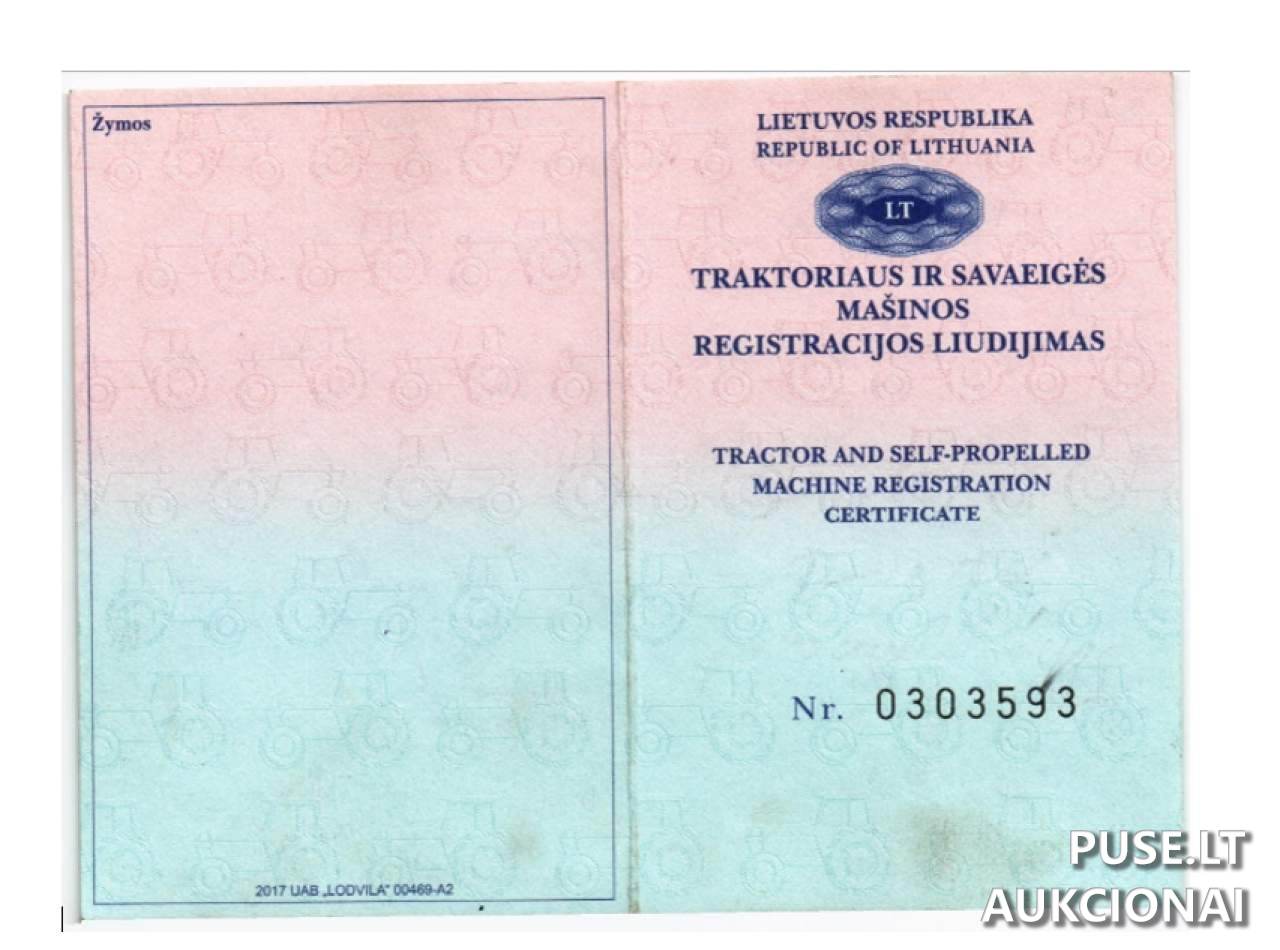 Žymos
2017 UAB „LODVILA“ 00469-A2
LIETUVOS RESPUBLIKA
REPUBLIC OF LITHUANIA
LT
TRAKTORIAUS IR SAVAEIGĖS
MAŠINOS
REGISTRACIJOS LIUDIJIMAS
TRACTOR AND SELF-PROPELLED
MACHINE REGISTRATION
CERTIFICATE
Nr. 0303593
PUSE.LT
AUKCIONAI